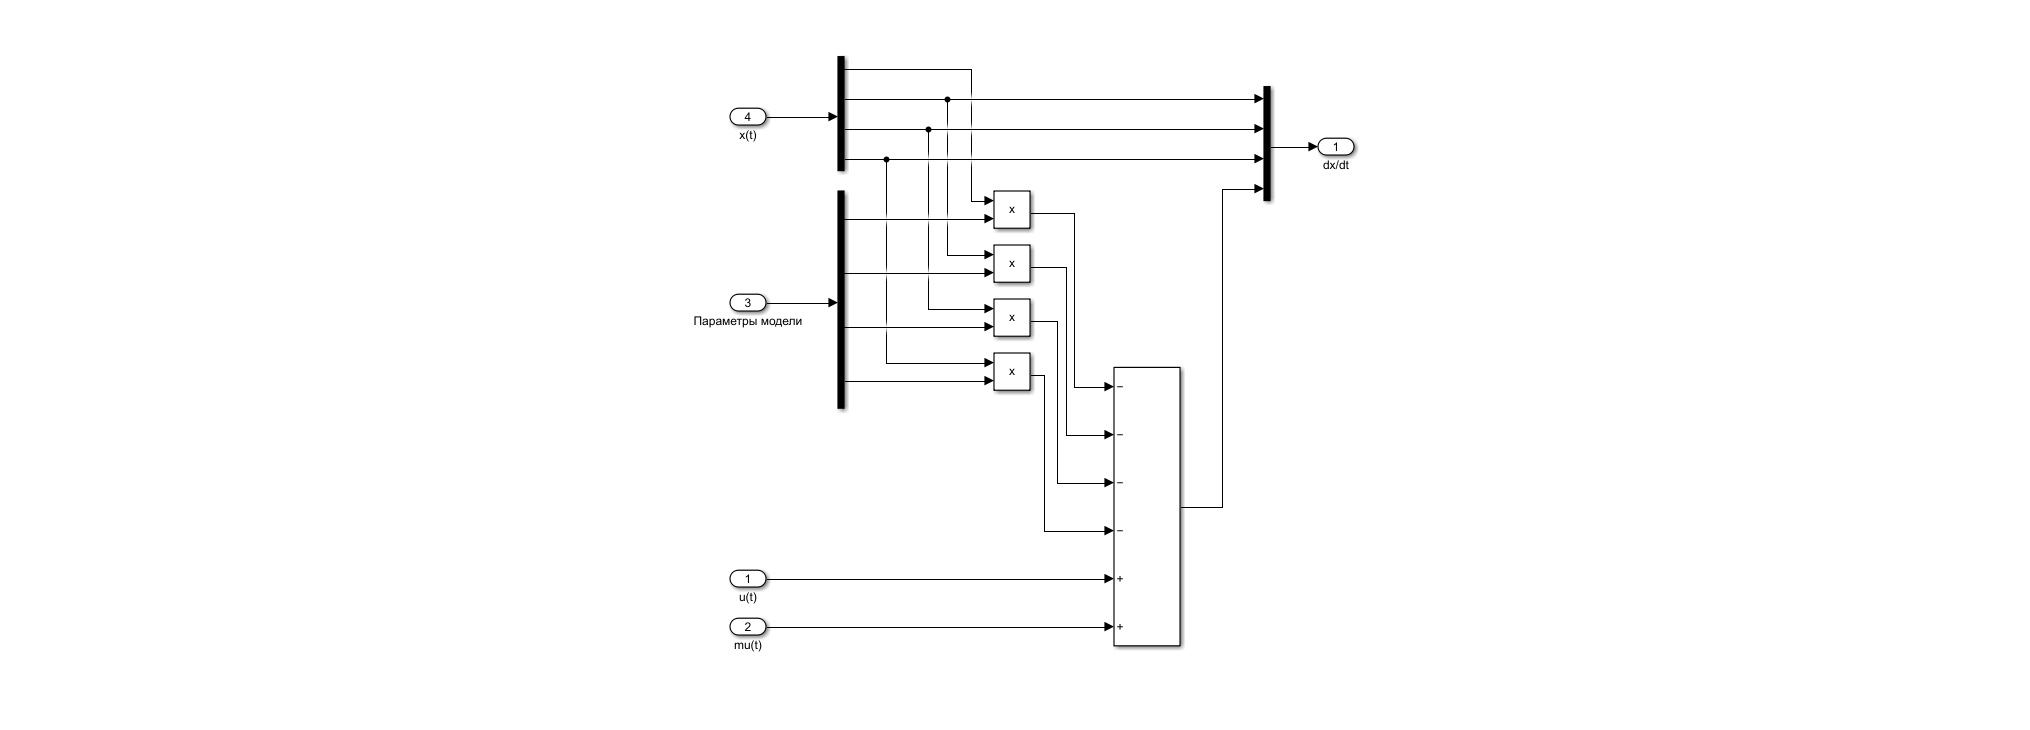 4
x(t)
1
dx/dt
x
x
3
Параметры модели
x
x
−
−
−
−
1
u(t)
+
2
mu(t)
+